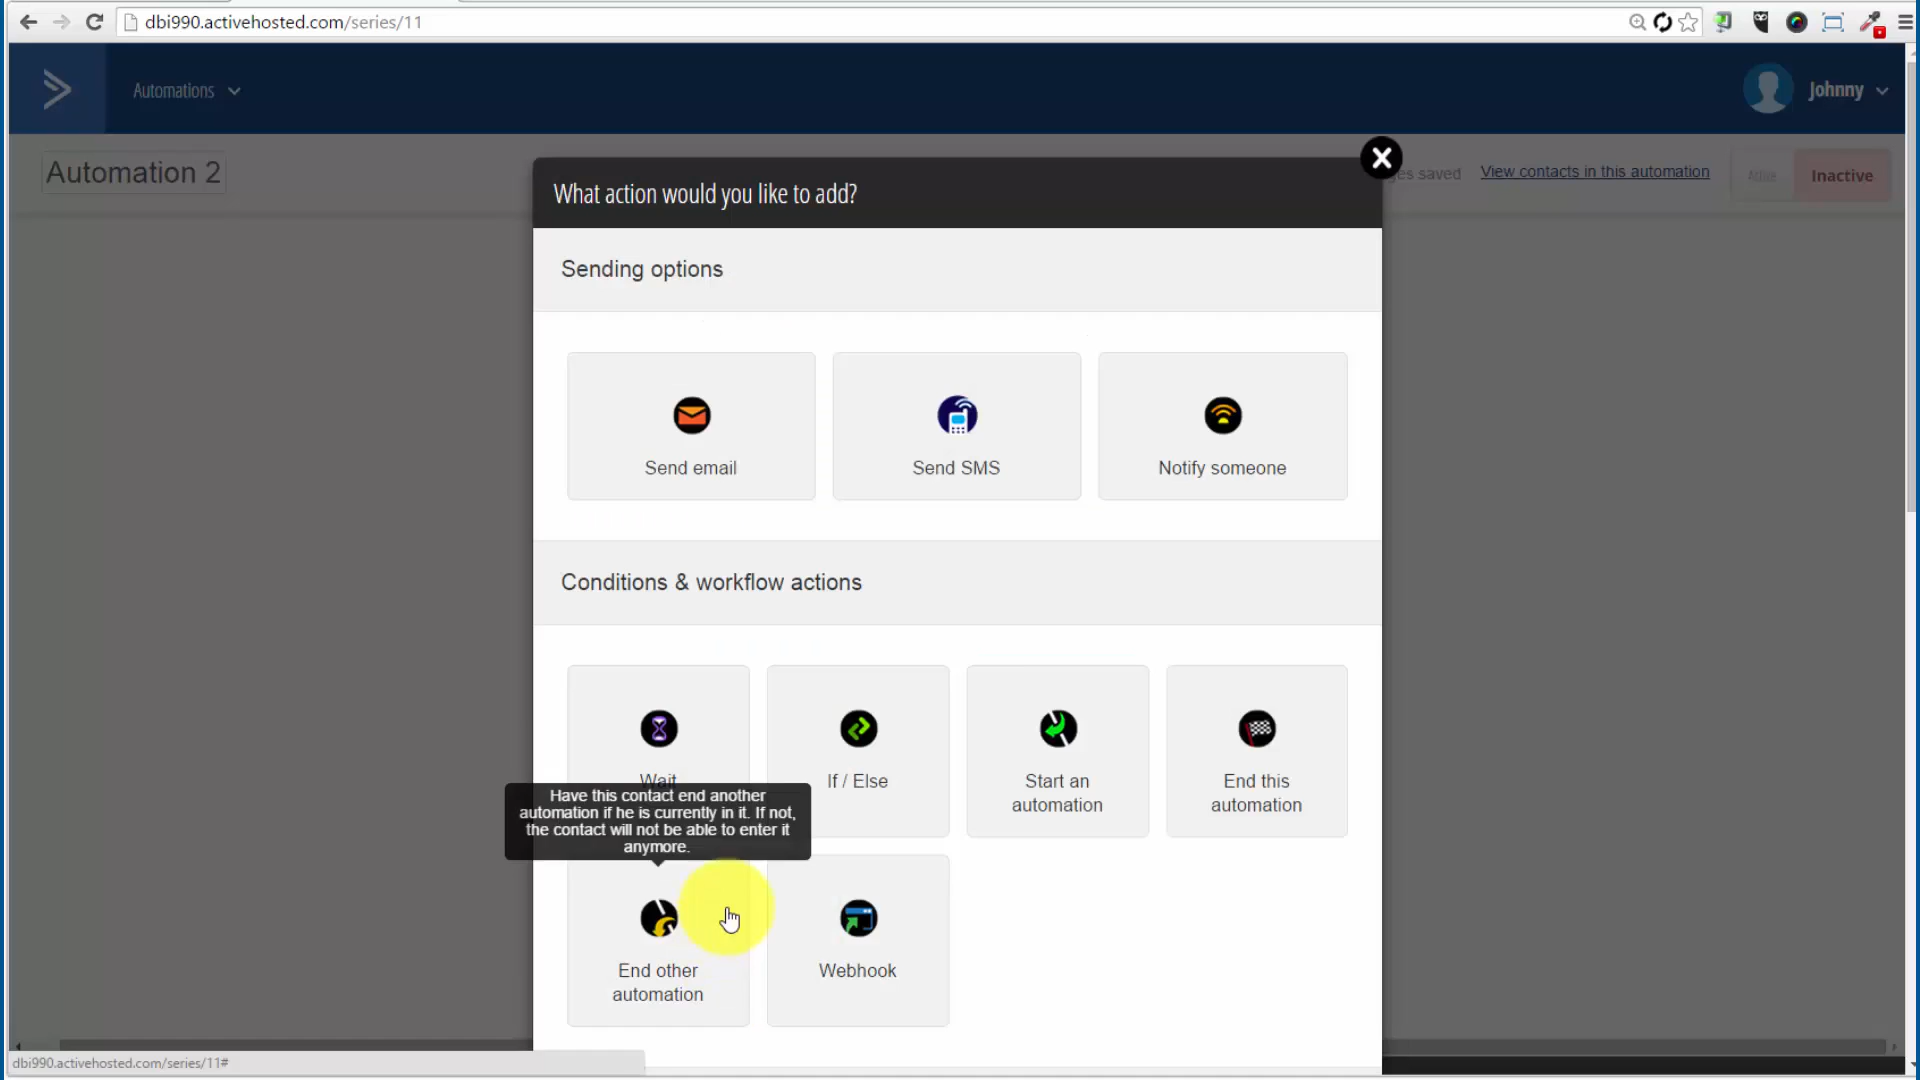 dbi990.activehosted.com/series/11
Automations
Johnny
Automation 2
es saved
View contacts in this automation
Active
Inactive
What action would you like to add?
Sending options
Send email
Send SMS
Notify someone
Conditions & workflow actions
Wait
If / Else
Start an
automation
End this
automation
Have this contact end another
automation if he is currently in it. If not,
the contact will not be able to enter it
anymore.
End other
automation
Webhook
dbi990.activehosted.com/series/11#